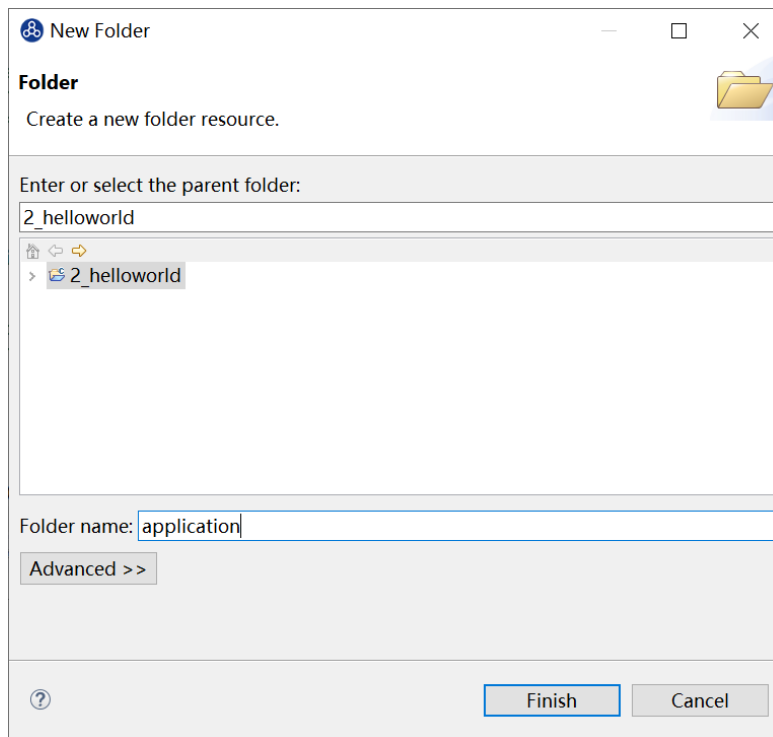 New Folder
Folder
Create a new folder resource.
Enter or select the parent folder:
2_helloworld
2_helloworld
Folder name: application
Advanced >>
?
Finish Cancel